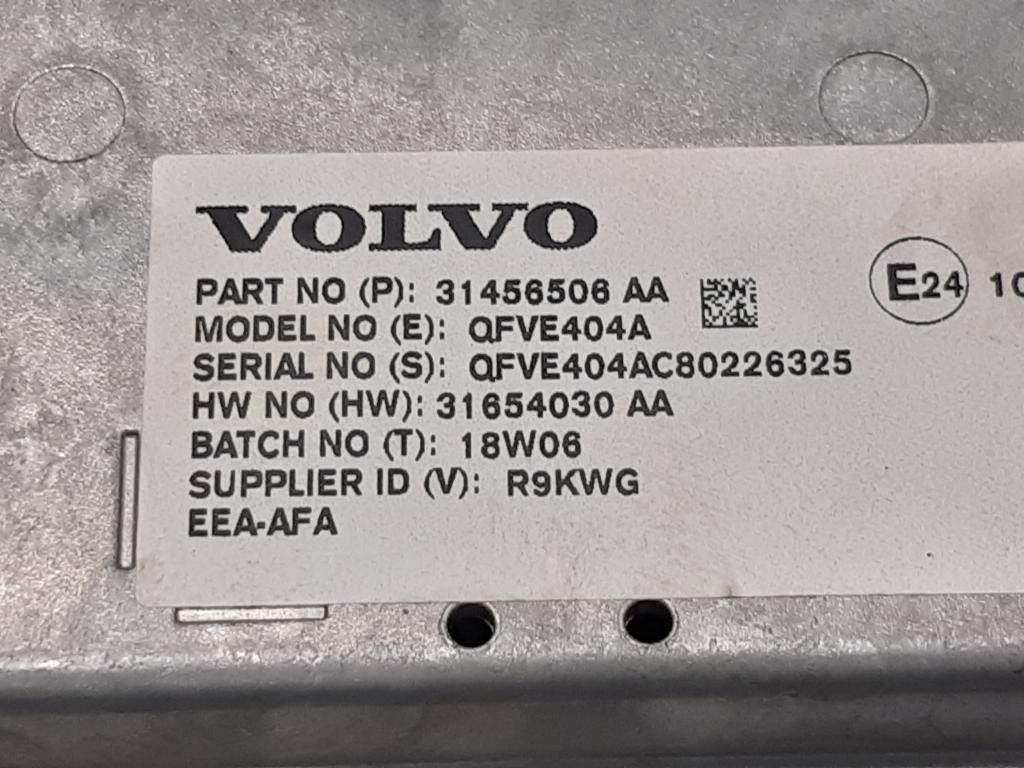 VOLVO
PART NO (P): 31456506 AA
MODEL NO (E): QFVE404A
SERIAL NO (S): QFVE404AC80226325
HW NO (HW): 31654030 AA
BATCH NO (T): 18W06
SUPPLIER ID (V): R9KWG
EEA-AFA
E24 10